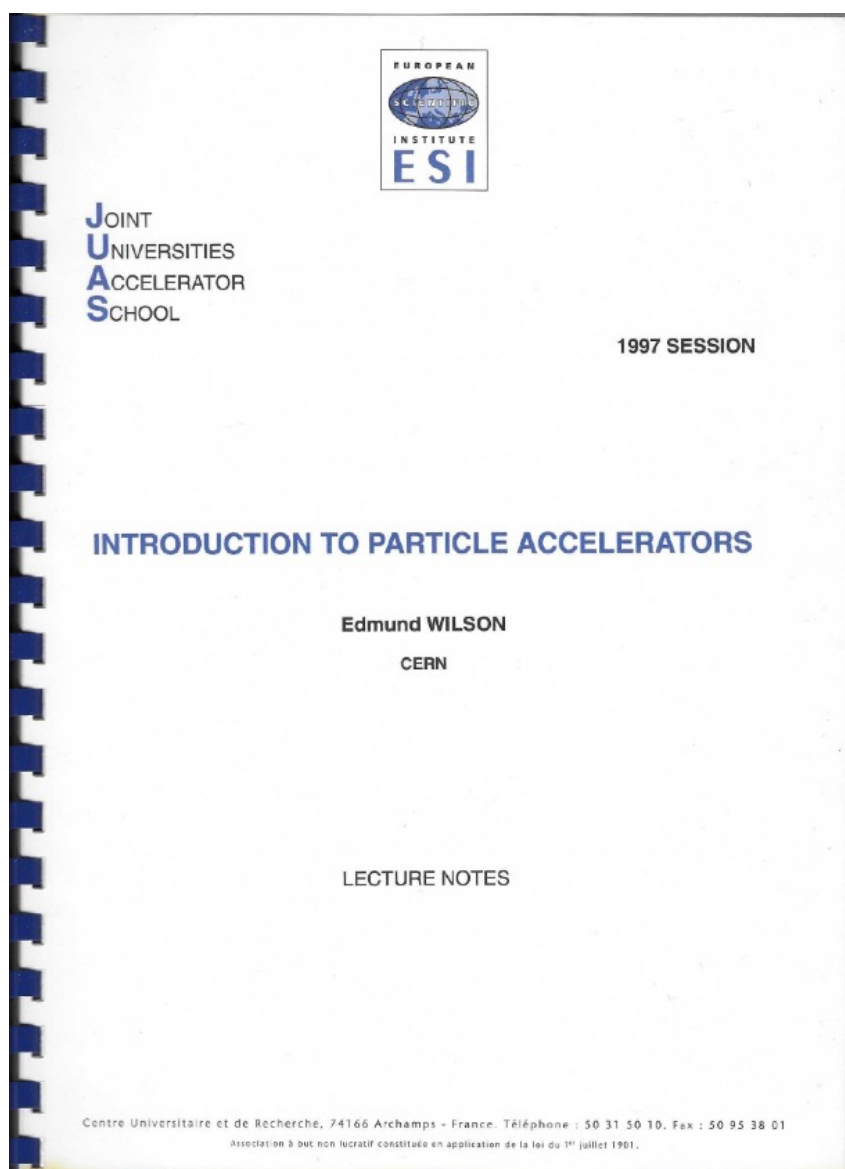 EUROPEAN
SCIENTIFIC
INSTITUTE
ESI
JOINT
UNIVERSITIES
ACCELERATOR
SCHOOL
1997 SESSION
INTRODUCTION TO PARTICLE ACCELERATORS
Edmund WILSON
CERN
LECTURE NOTES
Centre Universitaire et de Recherche, 74166 Archamps - France. Téléphone : 50 31 50 10. Fax : 50 95 38 01
Association à but non lucratif constituée en application de la loi du 1er juillet 1901.